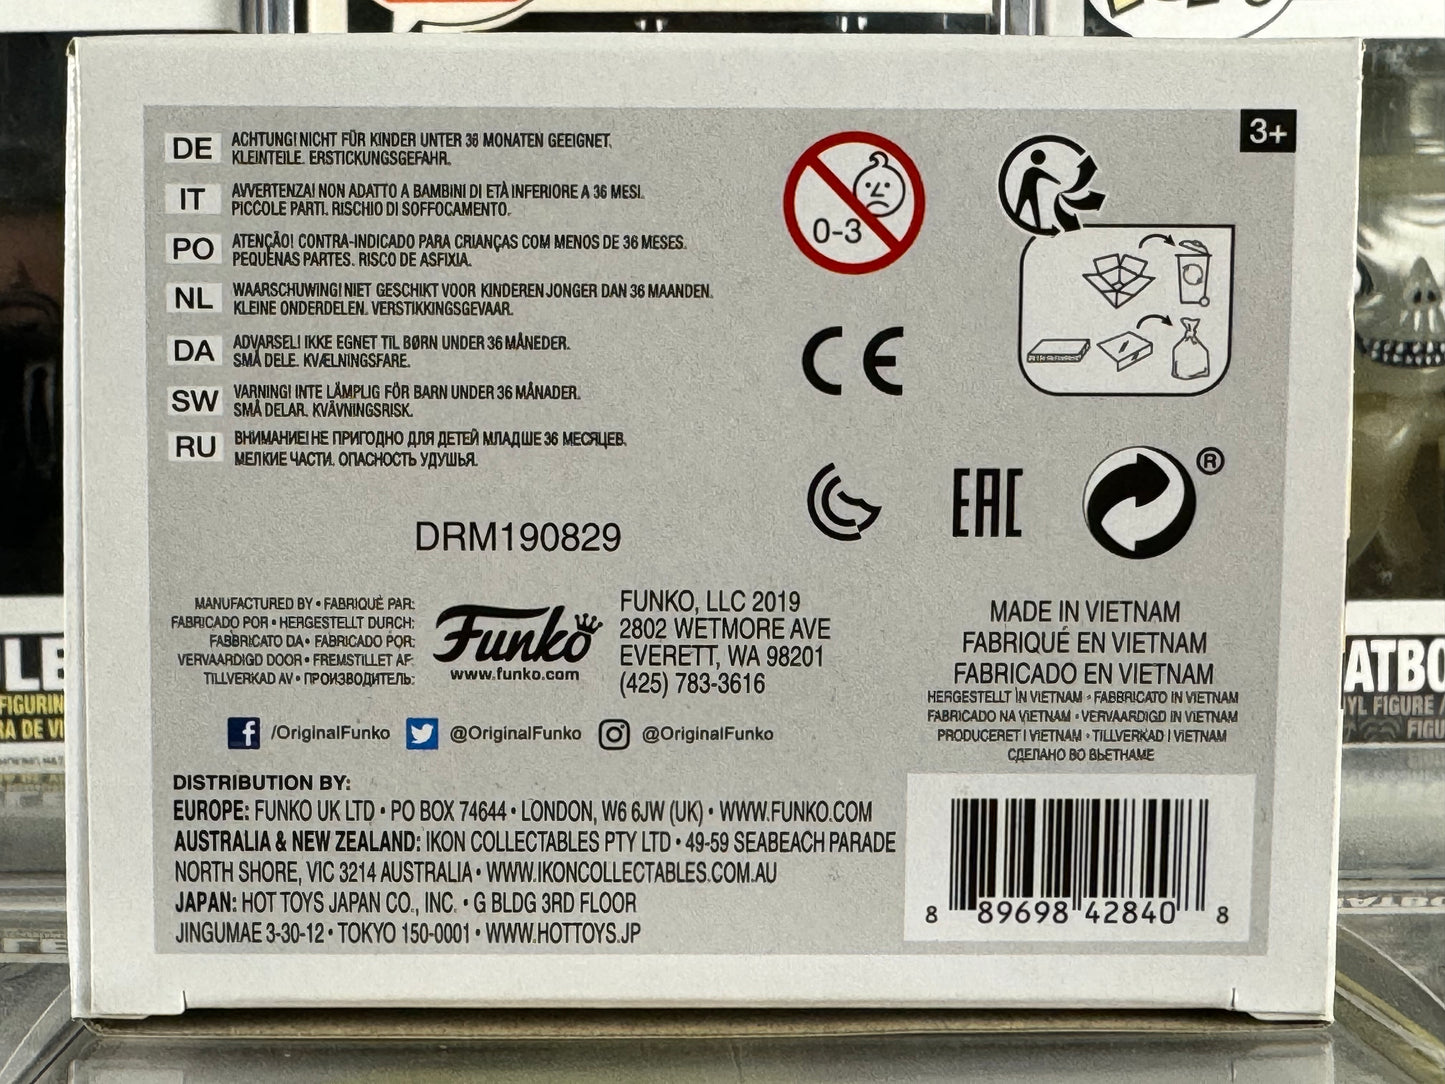 3+
DE ACHTUNG! NICHT FÜR KINDER UNTER 36 MONATEN GEEIGNET.
KLEINTEILE. ERSTICKUNGSGEFAHR.
IT AVVERTENZA! NON ADATTO A BAMBINI DI ETÀ INFERIORE A 36 MESI.
PICCOLE PARTI. RISCHIO DI SOFFOCAMENTO.
PO ATENÇÃO! CONTRA-INDICADO PARA CRIANÇAS COM MENOS DE 36 MESES.
PEQUENAS PARTES. RISCO DE ASFIXIA.
NL WAARSCHUWING! NIET GESCHIKT VOOR KINDEREN JONGER DAN 36 MAANDEN.
KLEINE ONDERDELEN. VERSTIKKINGSGEVAAR.
DA ADVARSEL! IKKE EGNET TIL BØRN UNDER 36 MÅNEDER.
SMÅ DELE. KVÆLNINGSFARE.
SW VARNING! INTE LÄMPLIG FÖR BARN UNDER 36 MÅNADER.
SMÅ DELAR. KVÄVNINGSRISK.
RU ВНИМАНИЕ! НЕ ПРИГОДНО ДЛЯ ДЕТЕЙ МЛАДШЕ 36 МЕСЯЦЕВ.
МЕЛКИЕ ЧАСТИ. ОПАСНОСТЬ УДУШЬЯ.
0-3
CE
EAC
®
DRM190829
MANUFACTURED BY • FABRIQUÉ PAR:
FABRICADO POR • HERGESTELLT DURCH:
FABBRICATO DA • FABRICADO POR:
VERVAARDIGD DOOR • FREMSTILLET AF:
TILLVERKAD AV • ПРОИЗВОДИТЕЛЬ:
Funko
www.funko.com
FUNKO, LLC 2019
2802 WETMORE AVE
EVERETT, WA 98201
(425) 783-3616
MADE IN VIETNAM
FABRIQUÉ EN VIETNAM
FABRICADO EN VIETNAM
HERGESTELLT IN VIETNAM • FABBRICATO IN VIETNAM
FABRICADO NA VIETNAM • VERVAARDIGD IN VIETNAM
PRODUCERET I VIETNAM • TILLVERKAD I VIETNAM
СДЕЛАНО ВО ВЬЕТНАМЕ
/OriginalFunko @OriginalFunko @OriginalFunko
DISTRIBUTION BY:
EUROPE: FUNKO UK LTD • PO BOX 74644 • LONDON, W6 6JW (UK) • WWW.FUNKO.COM
AUSTRALIA & NEW ZEALAND: IKON COLLECTABLES PTY LTD • 49-59 SEABEACH PARADE
NORTH SHORE, VIC 3214 AUSTRALIA • WWW.IKONCOLLECTABLES.COM.AU
JAPAN: HOT TOYS JAPAN CO., INC. • G BLDG 3RD FLOOR
JINGUMAE 3-30-12 • TOKYO 150-0001 • WWW.HOTTOYS.JP
8 89698 42840 8